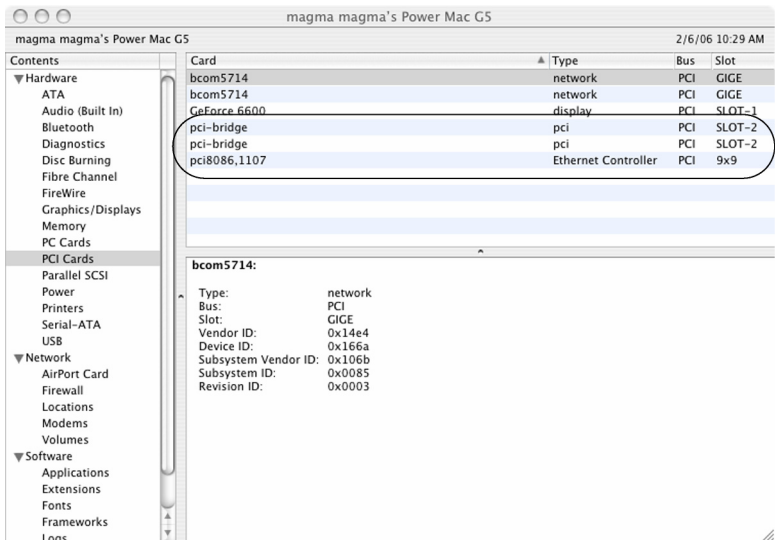 magma magma's Power Mac G5
magma magma's Power Mac G5 2/6/06 10:29 AM
Contents
Hardware
ATA
Audio (Built In)
Bluetooth
Diagnostics
Disc Burning
Fibre Channel
FireWire
Graphics/Displays
Memory
PC Cards
PCI Cards
Parallel SCSI
Power
Printers
Serial-ATA
USB
Network
AirPort Card
Firewall
Locations
Modems
Volumes
Software
Applications
Extensions
Fonts
Frameworks
Logs
Card Type Bus Slot
bcom5714 network PCI GIGE
bcom5714 network PCI GIGE
GeForce 6600 display PCI SLOT-1
pci-bridge pci PCI SLOT-2
pci-bridge pci PCI SLOT-2
pci8086,1107 Ethernet Controller PCI 9x9
bcom5714:
Type: network
Bus: PCI
Slot: GIGE
Vendor ID: 0x14e4
Device ID: 0x166a
Subsystem Vendor ID: 0x106b
Subsystem ID: 0x0085
Revision ID: 0x0003